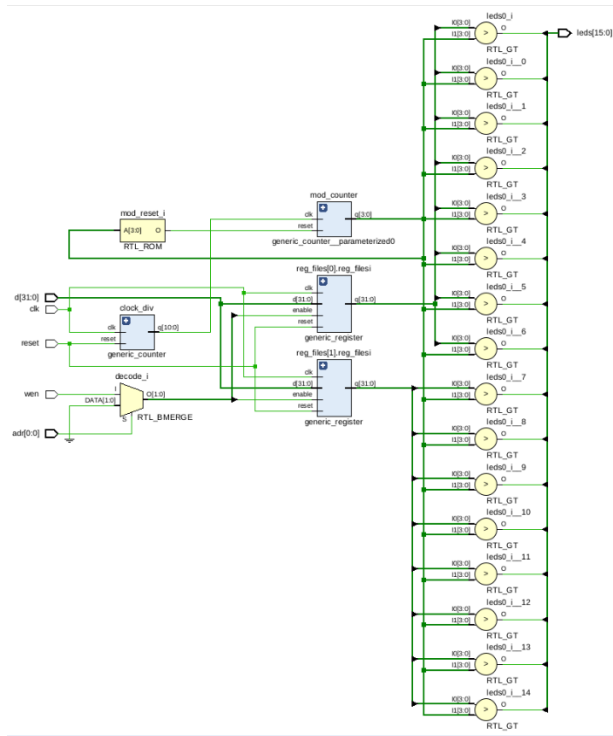 leds0_i
I0[3:0]
I1[3:0]
>
O
RTL_GT
leds[15:0]
leds0_i__0
I0[3:0]
I1[3:0]
>
O
RTL_GT
leds0_i__1
I0[3:0]
I1[3:0]
>
O
RTL_GT
leds0_i__2
I0[3:0]
I1[3:0]
>
O
RTL_GT
leds0_i__3
I0[3:0]
I1[3:0]
>
O
RTL_GT
leds0_i__4
I0[3:0]
I1[3:0]
>
O
RTL_GT
leds0_i__5
I0[3:0]
I1[3:0]
>
O
RTL_GT
leds0_i__6
I0[3:0]
I1[3:0]
>
O
RTL_GT
leds0_i__7
I0[3:0]
I1[3:0]
>
O
RTL_GT
leds0_i__8
I0[3:0]
I1[3:0]
>
O
RTL_GT
leds0_i__9
I0[3:0]
I1[3:0]
>
O
RTL_GT
leds0_i__10
I0[3:0]
I1[3:0]
>
O
RTL_GT
leds0_i__11
I0[3:0]
I1[3:0]
>
O
RTL_GT
leds0_i__12
I0[3:0]
I1[3:0]
>
O
RTL_GT
leds0_i__13
I0[3:0]
I1[3:0]
>
O
RTL_GT
leds0_i__14
I0[3:0]
I1[3:0]
>
O
RTL_GT
mod_counter
clk
reset
q[3:0]
generic_counter__parameterized0
mod_reset_i
A[3:0]
O
RTL_ROM
reg_files[0].reg_filesi
clk
d[31:0]
enable
reset
q[31:0]
generic_register
reg_files[1].reg_filesi
clk
d[31:0]
enable
reset
q[31:0]
generic_register
d[31:0]
clk
reset
wen
adr[0:0]
clock_div
clk
reset
q[10:0]
generic_counter
decode_i
I
DATA[1:0]
S
O[1:0]
RTL_BMERGE